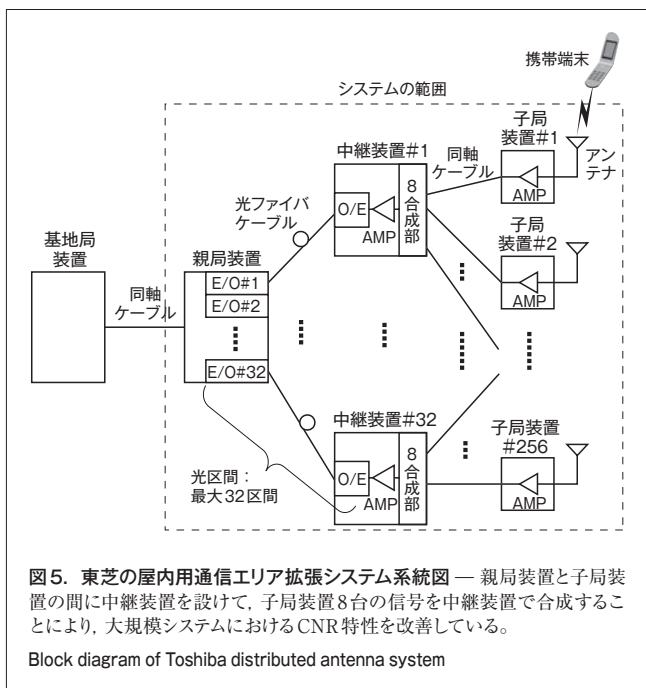 携帯端末
システムの範囲
子局
装置#1
中継装置#1
同軸
ケーブル
アン
テナ
光ファイバ
ケーブル
O/E
AMP
8合成部
AMP
子局
装置#2
基地局
装置
親局装置
E/O#1
同軸
ケーブル
E/O#2
AMP
E/O#32
中継装置#32
子局装置
#256
光区間:
最大32区間
O/E
AMP
8合成部
AMP
図5. 東芝の屋内用通信エリア拡張システム系統図 — 親局装置と子局装
置の間に中継装置を設けて,子局装置8台の信号を中継装置で合成するこ
とにより,大規模システムにおけるCNR特性を改善している。
Block diagram of Toshiba distributed antenna system